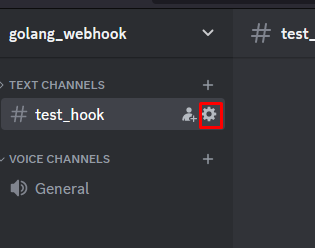 golang_webhook
# test_
TEXT CHANNELS
# test_hook
VOICE CHANNELS
General